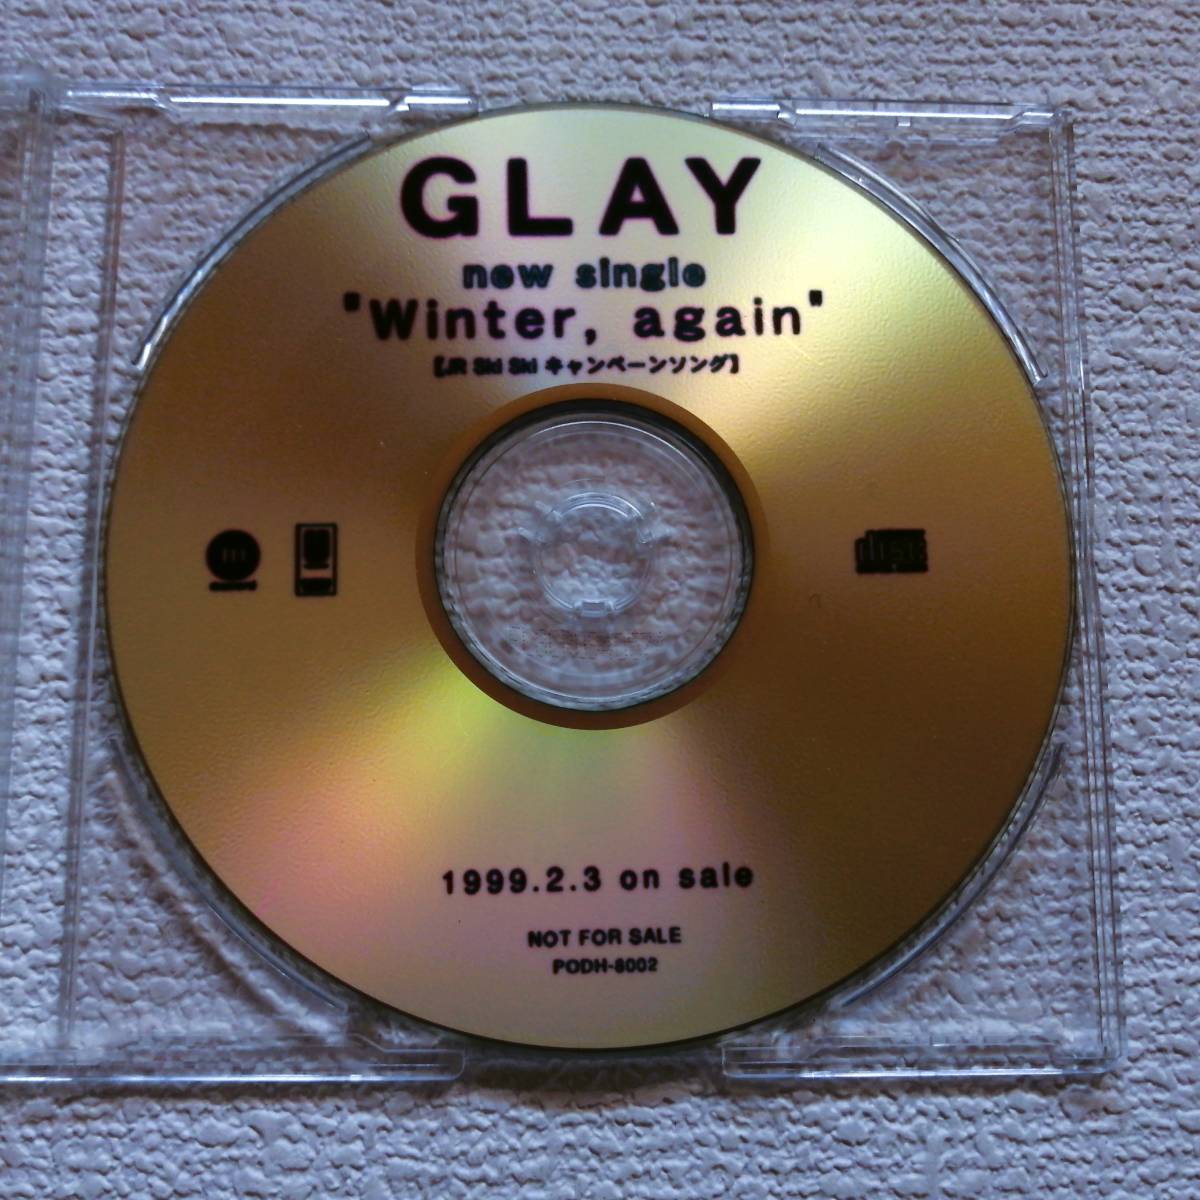 GLAY
new single
"Winter, again"
【JR Ski Ski キャンペーンソング】
1999.2.3 on sale
NOT FOR SALE
PODH-8002